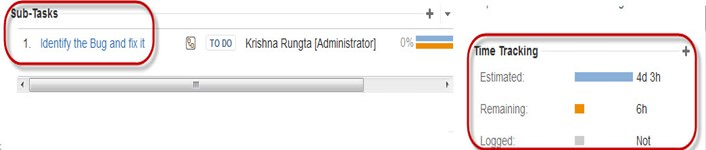 Sub-Tasks
1. Identify the Bug and fix it TO DO Krishna Rungta [Administrator] 0%
Time Tracking
Estimated: 4d 3h
Remaining: 6h
Logged: Not